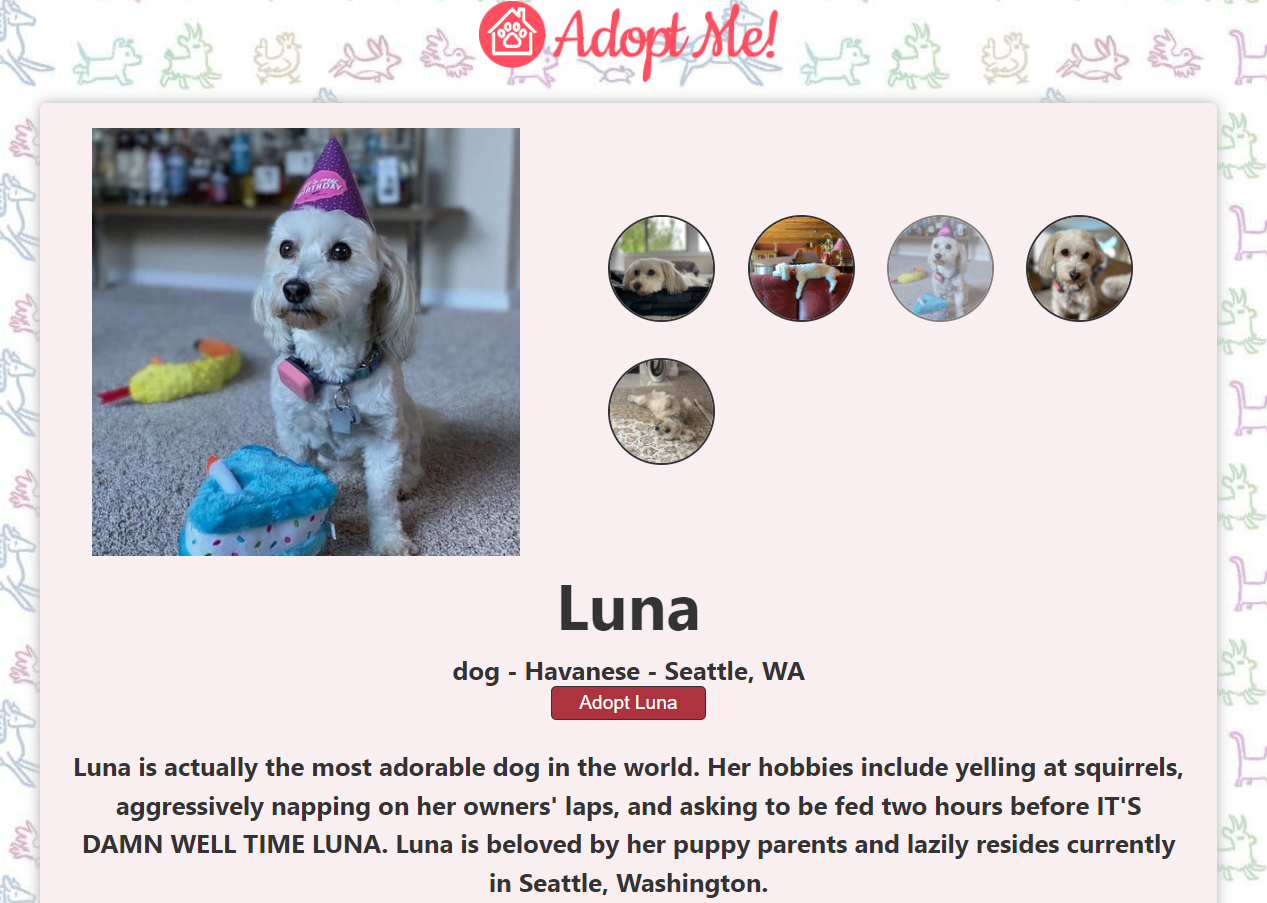 Adopt Me!
BIRTHDAY
Luna
dog - Havanese - Seattle, WA
Adopt Luna
Luna is actually the most adorable dog in the world. Her hobbies include yelling at squirrels,
aggressively napping on her owners' laps, and asking to be fed two hours before IT'S
DAMN WELL TIME LUNA. Luna is beloved by her puppy parents and lazily resides currently
in Seattle, Washington.